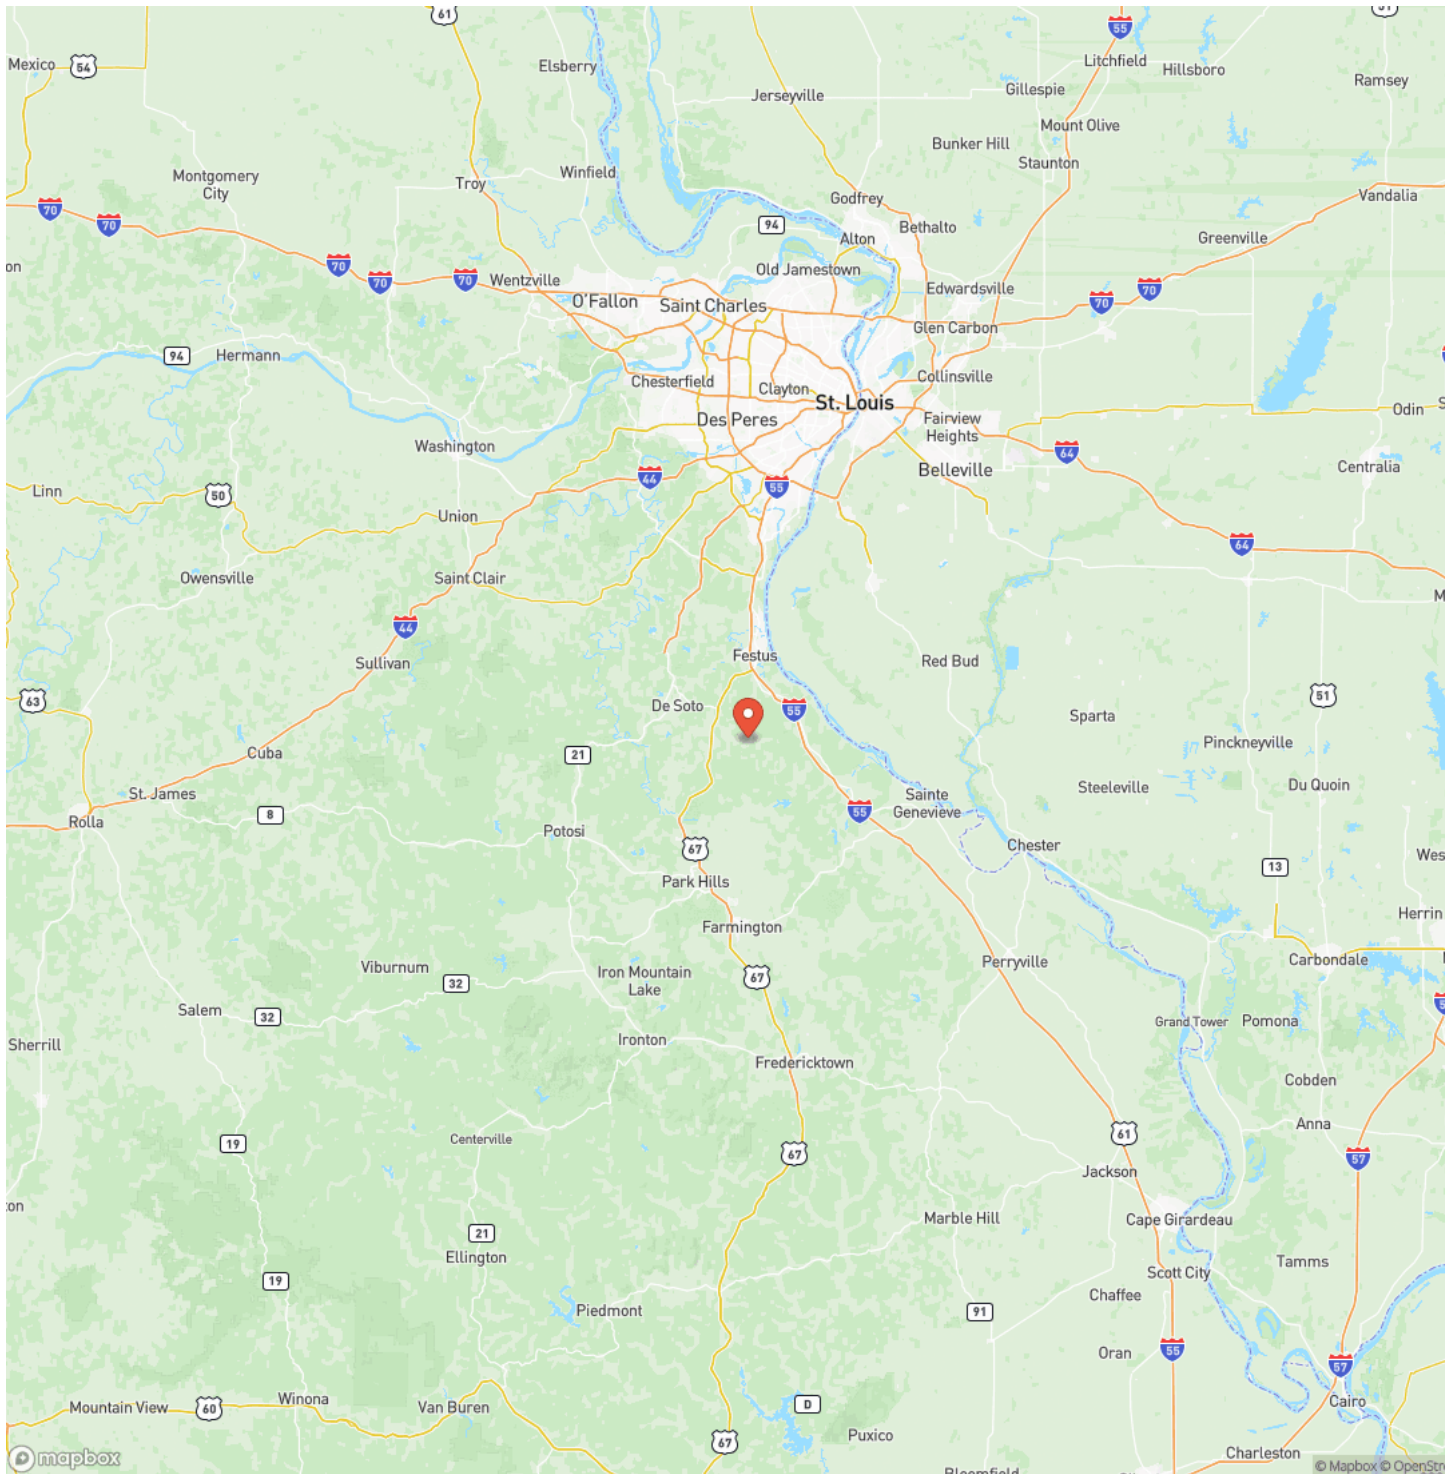 61
55
51
Mexico
54
Elsberry
Litchfield
Hillsboro
Ramsey
Jerseyville
Gillespie
Mount Olive
Bunker Hill
Staunton
Montgomery
City
Troy
Winfield
Godfrey
Vandalia
70
70
94
Bethalto
Alton
Greenville
on
70
70
70
Wentzville
Old Jamestown
Edwardsville
70
70
O'Fallon
Saint Charles
Glen Carbon
94
Hermann
Chesterfield
Clayton
Collinsville
St. Louis
Odin
S
Des Peres
Fairview
Heights
Washington
64
44
Belleville
Centralia
Linn
50
55
Union
64
Owensville
Saint Clair
M
44
Festus
Sullivan
Red Bud
63
De Soto
55
51
Sparta
21
Cuba
Pinckneyville
St. James
Sainte
Genevieve
Steeleville
Du Quoin
8
55
Rolla
Potosi
67
Chester
Wes
13
Park Hills
Herrin
Farmington
Viburnum
Iron Mountain
Lake
67
Perryville
Carbondale
32
Salem
32
Grand Tower
Pomona
Sherrill
Ironton
Fredericktown
Cobden
19
Centerville
61
Anna
67
57
Jackson
ton
Marble Hill
Cape Girardeau
21
Ellington
Tamms
Scott City
19
Chaffee
Piedmont
91
Oran
55
57
Mountain View
60
Winona
Van Buren
D
Cairo
67
Puxico
Charleston
mapbox
© Mapbox © OpenStre
Bloomfield